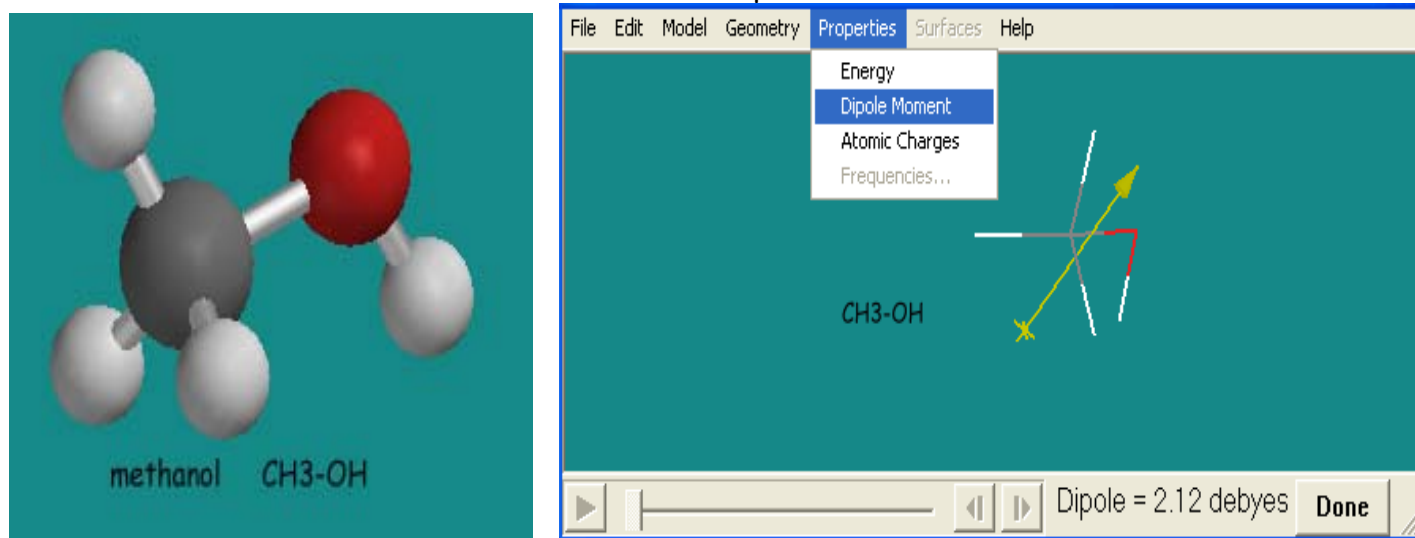 methanol CH3-OH
File Edit Model Geometry Properties Surfaces Help
Energy
Dipole Moment
Atomic Charges
Frequencies...
CH3-OH
Dipole = 2.12 debyes Done